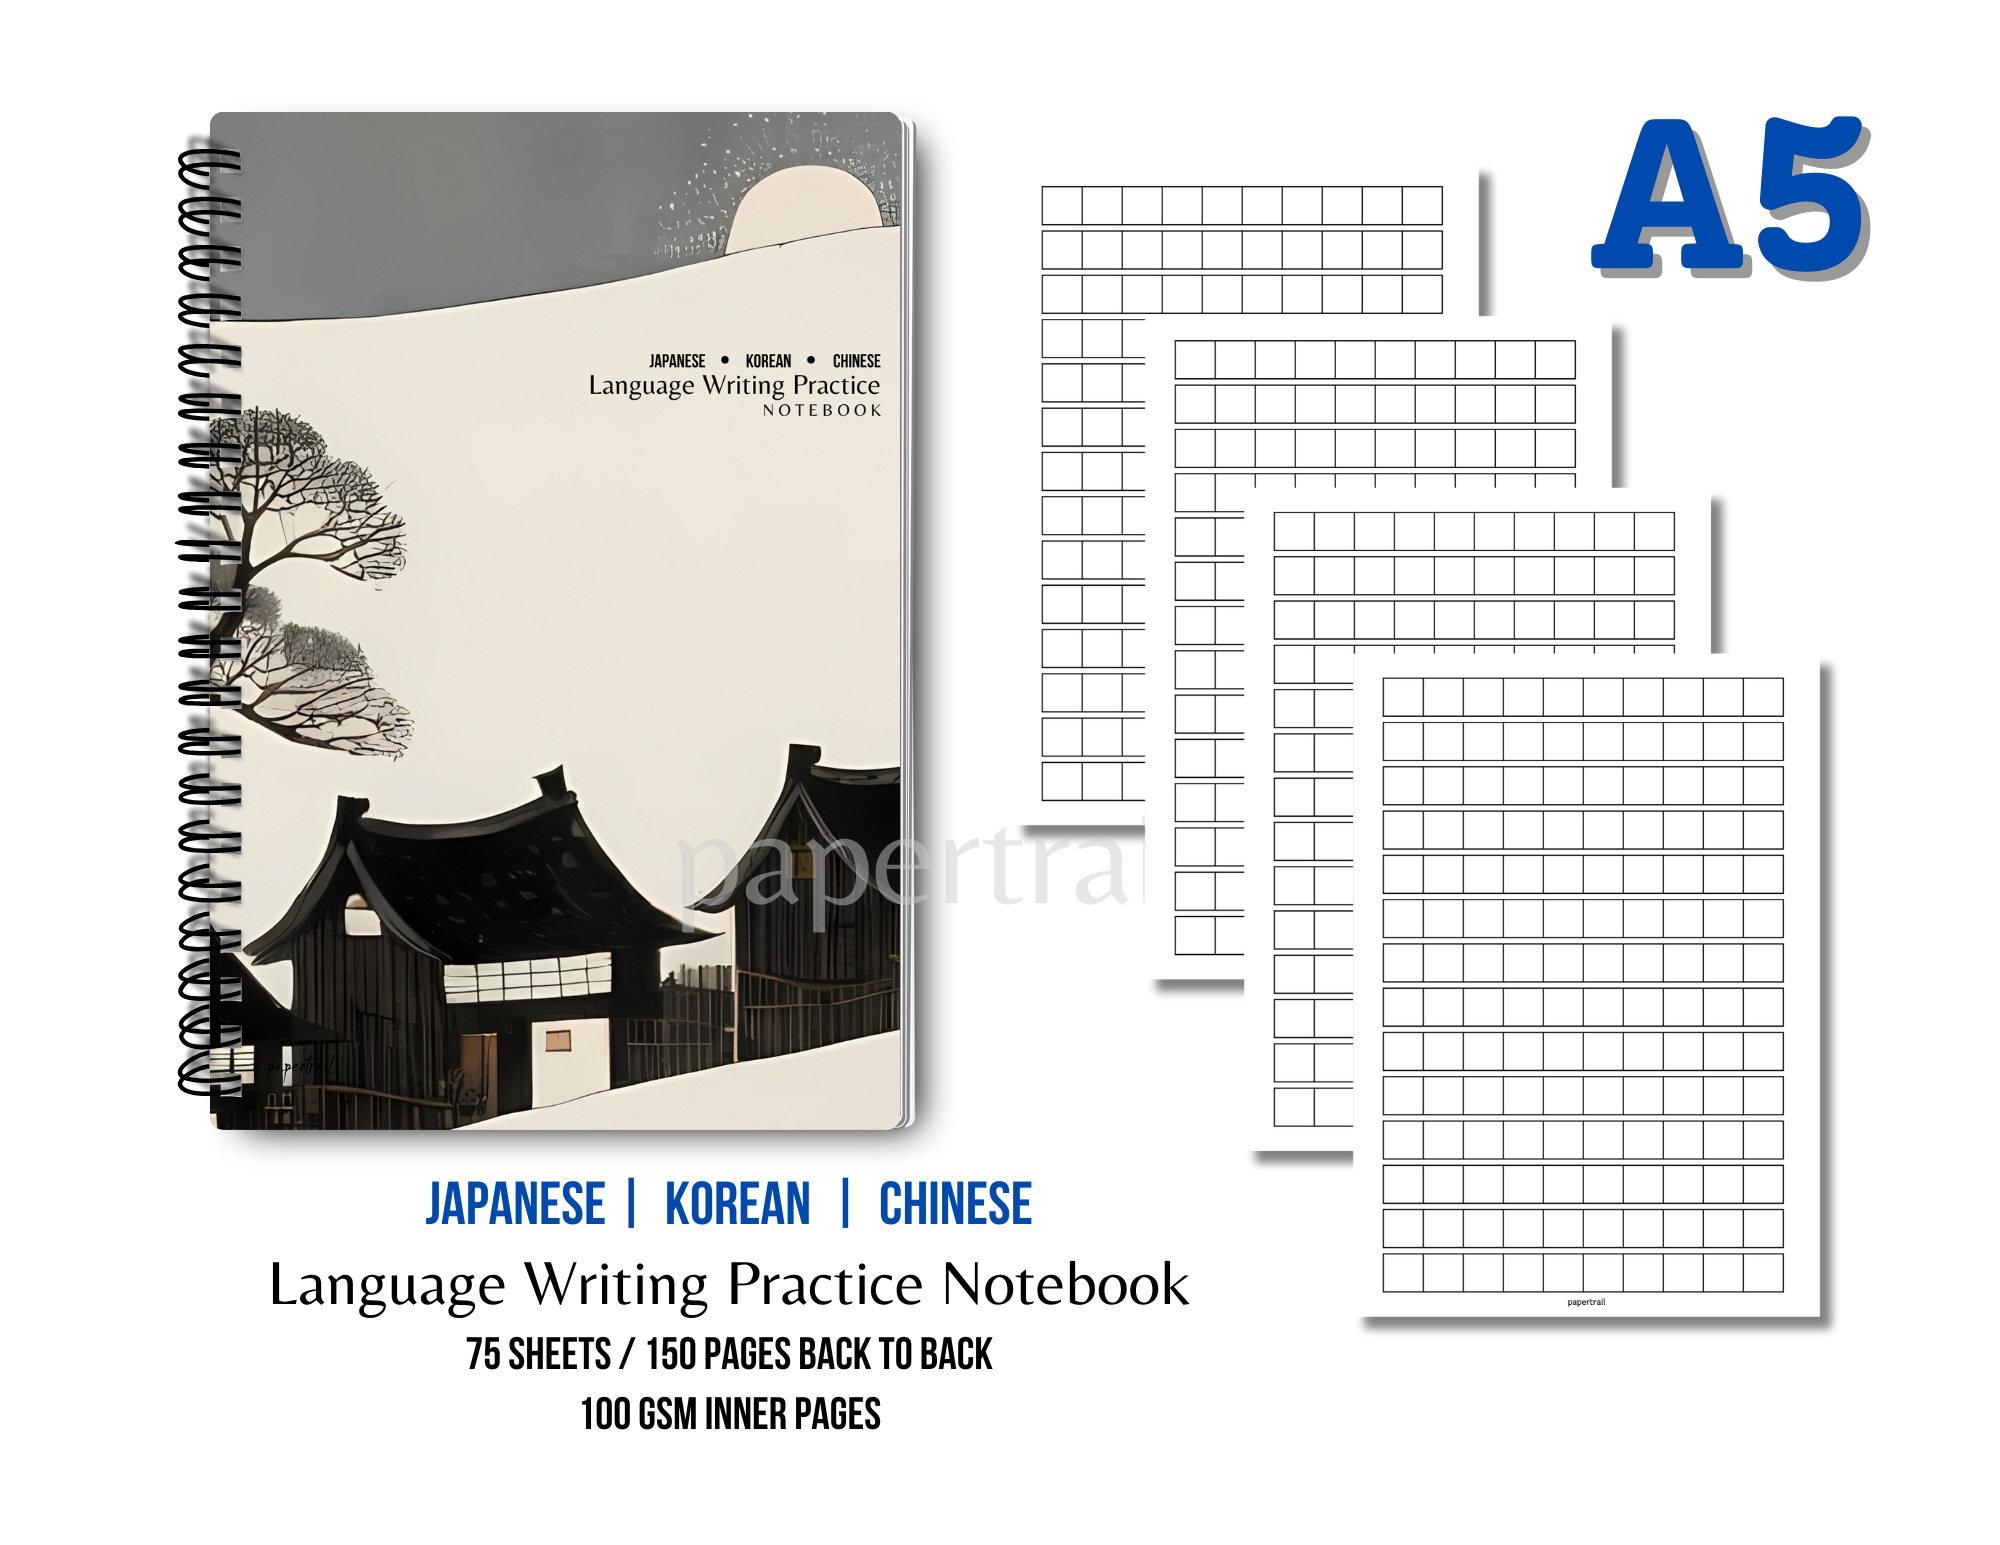 A5
JAPANESE • KOREAN • CHINESE
Language Writing Practice
NOTEBOOK
papertrail
papertrail
JAPANESE | KOREAN | CHINESE
Language Writing Practice Notebook
75 SHEETS / 150 PAGES BACK TO BACK
100 GSM INNER PAGES
papertrail